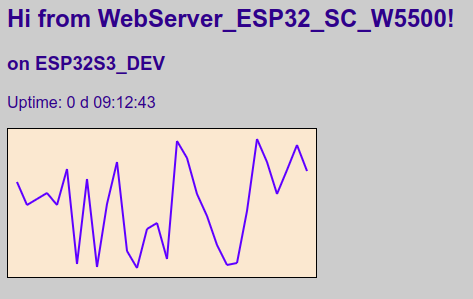 Hi from WebServer_ESP32_SC_W5500!
on ESP32S3_DEV
Uptime: 0 d 09:12:43